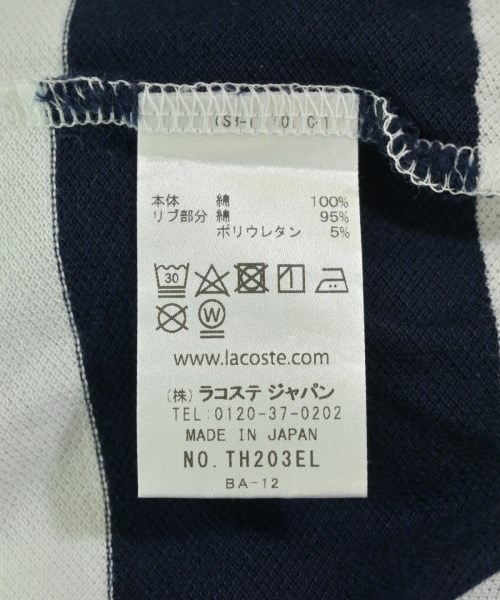 本体 綿 100%
リブ部分 綿 95%
ポリウレタン 5%
30
W
www.lacoste.com
(株) ラコステ ジャパン
TEL:0120-37-0202
MADE IN JAPAN
NO. TH203EL
BA-12